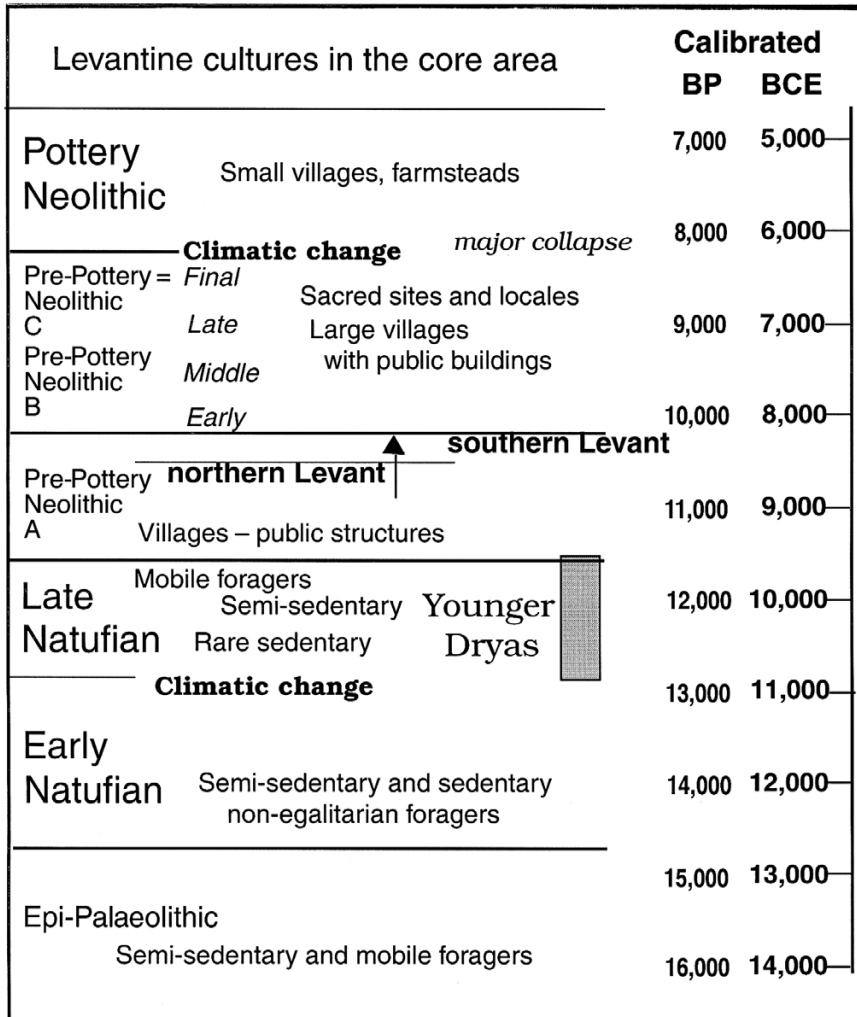 Levantine cultures in the core area
Calibrated
BP BCE
Pottery
Neolithic
Small villages, farmsteads
7,000 5,000
8,000 6,000
Climatic change
major collapse
Pre-Pottery = Final
Neolithic
C
Sacred sites and locales
Late
Large villages
with public buildings
9,000 7,000
Pre-Pottery
Neolithic
B
Middle
Early
10,000 8,000
southern Levant
northern Levant
Pre-Pottery
Neolithic
A
Villages – public structures
11,000 9,000
Mobile foragers
Late
Natufian
Semi-sedentary
Rare sedentary
Younger
Dryas
12,000 10,000
Climatic change
13,000 11,000
Early
Natufian
Semi-sedentary and sedentary
non-egalitarian foragers
14,000 12,000
15,000 13,000
Epi-Palaeolithic
Semi-sedentary and mobile foragers
16,000 14,000